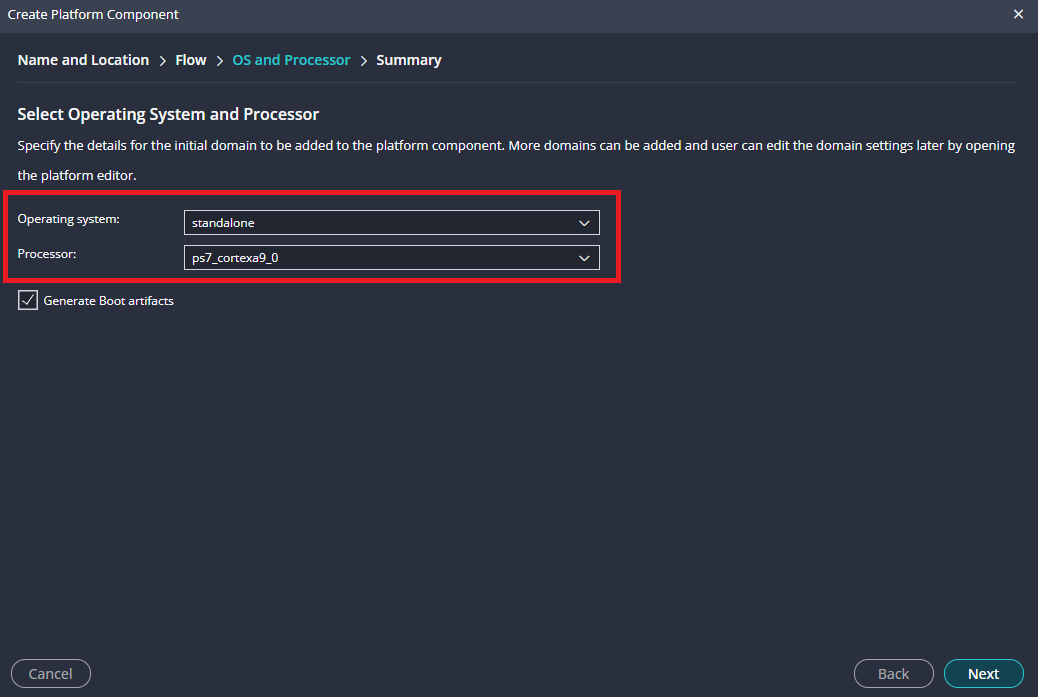 Create Platform Component
Name and Location > Flow > OS and Processor > Summary
Select Operating System and Processor
Specify the details for the initial domain to be added to the platform component. More domains can be added and user can edit the domain settings later by opening
the platform editor.
Operating system: standalone
Processor: ps7_cortexa9_0
Generate Boot artifacts
Cancel Back Next